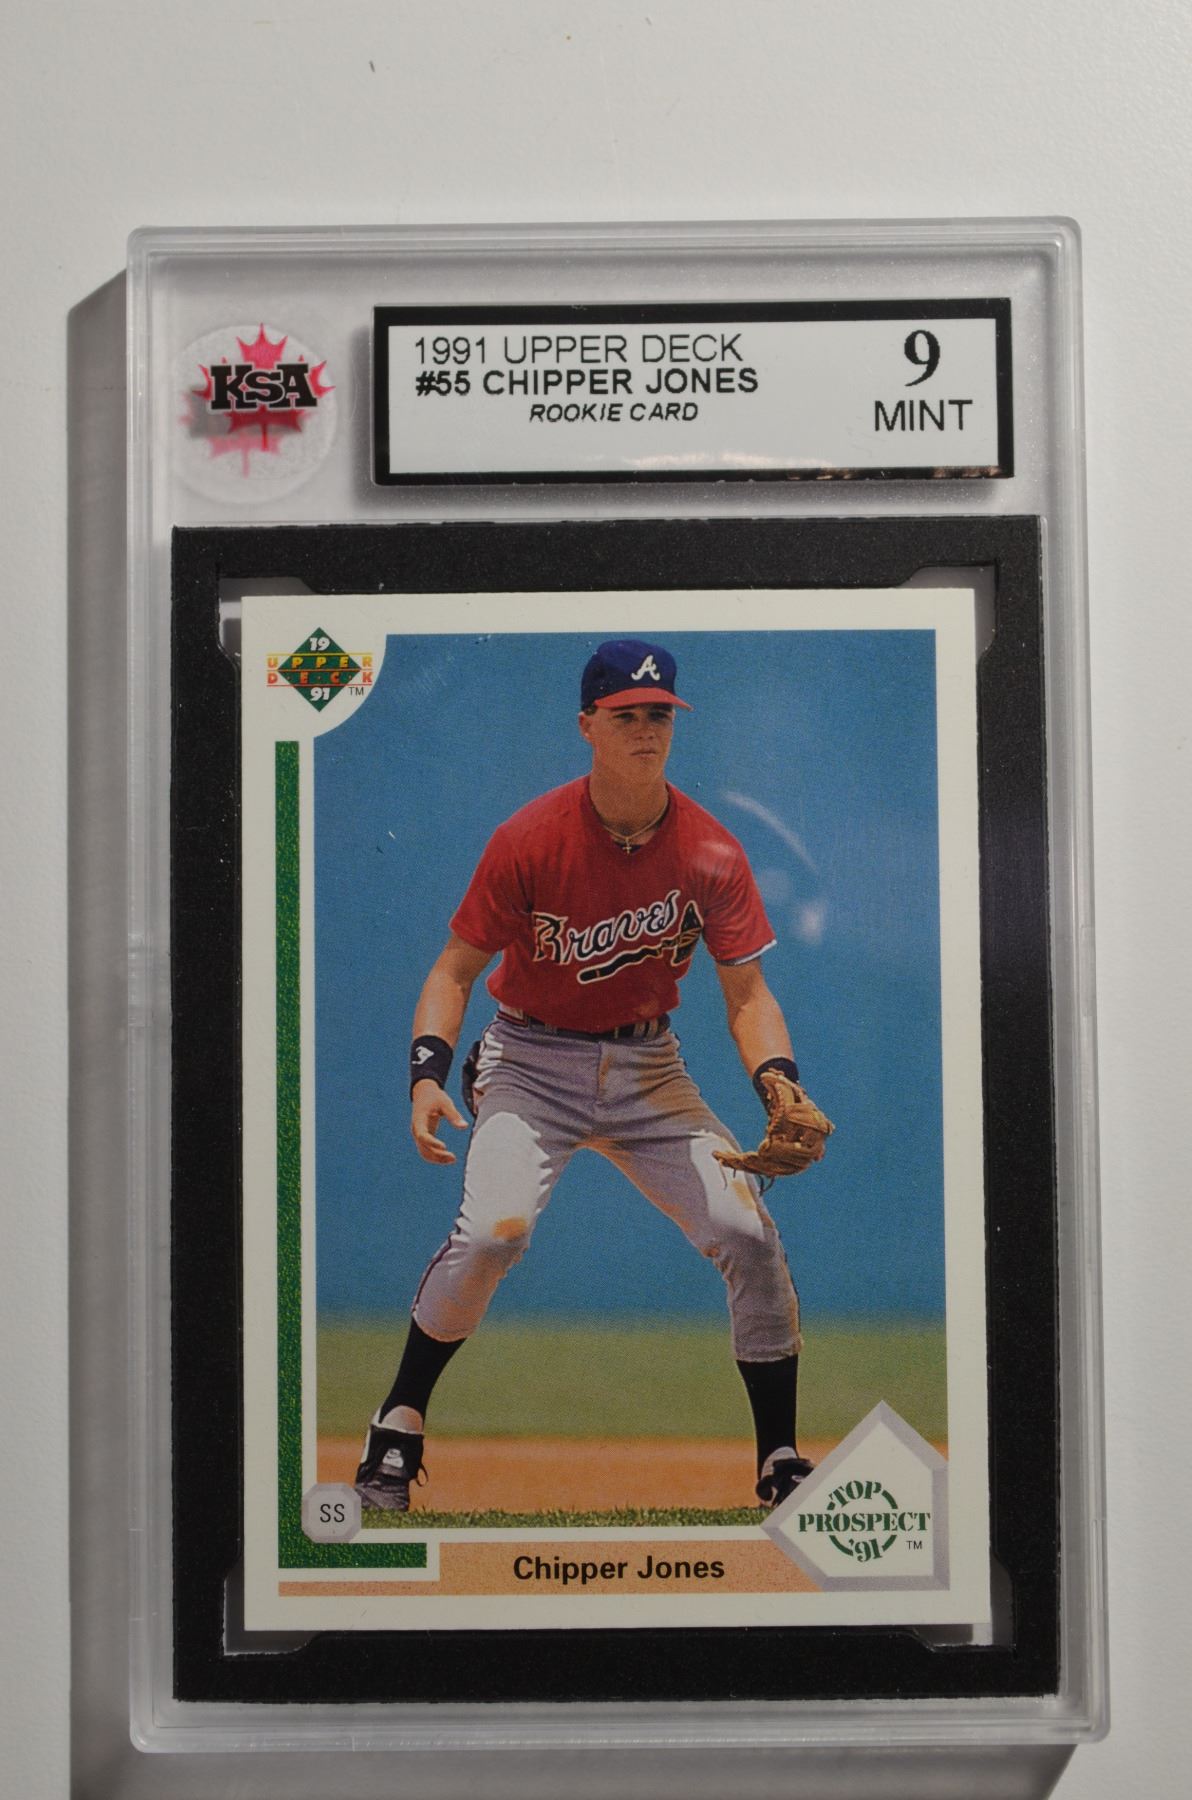 KSA
1991 UPPER DECK
#55 CHIPPER JONES
ROOKIE CARD
9
MINT
19
UPPER
DECK
91
TM
A
Braves
SS
TOP
PROSPECT
'91
TM
Chipper Jones